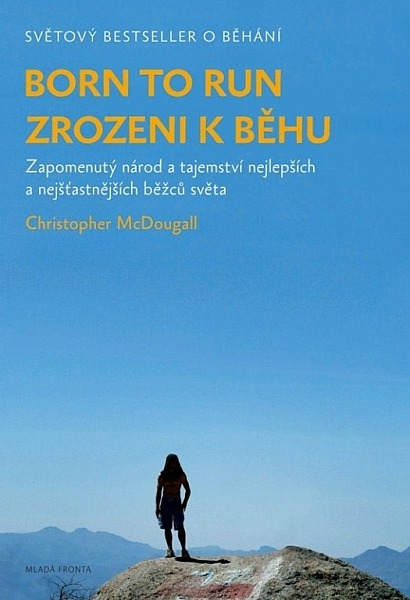 SVĚTOVÝ BESTSELLER O BĚHÁNÍ
BORN TO RUN
ZROZENI K BĚHU
Zapomenutý národ a tajemství nejlepších
a nejšťastnějších běžců světa
Christopher McDougall
MLADÁ FRONTA